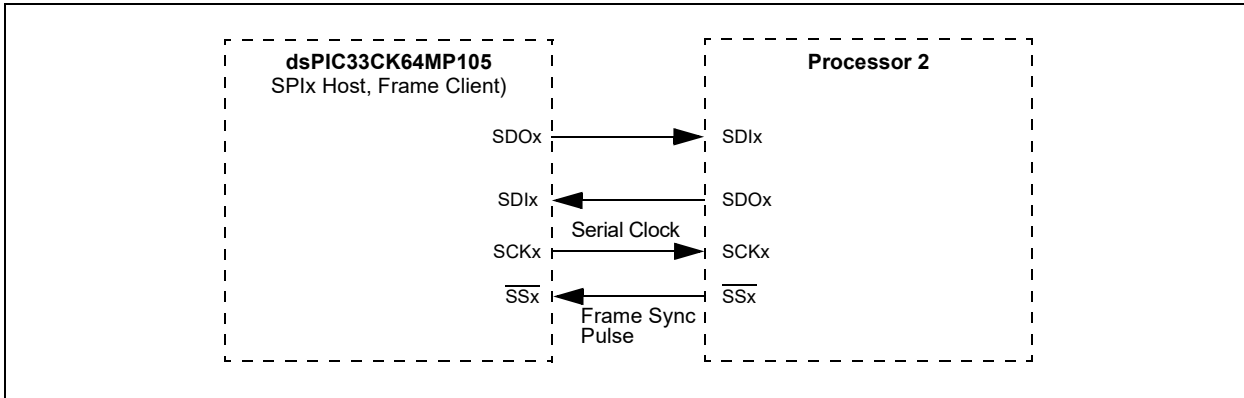 dsPIC33CK64MP105
SPIx Host, Frame Client)
Processor 2
SDOx
SDIx
SDIx
SDOx
Serial Clock
SCKx
SCKx
SSx
SSx
Frame Sync
Pulse